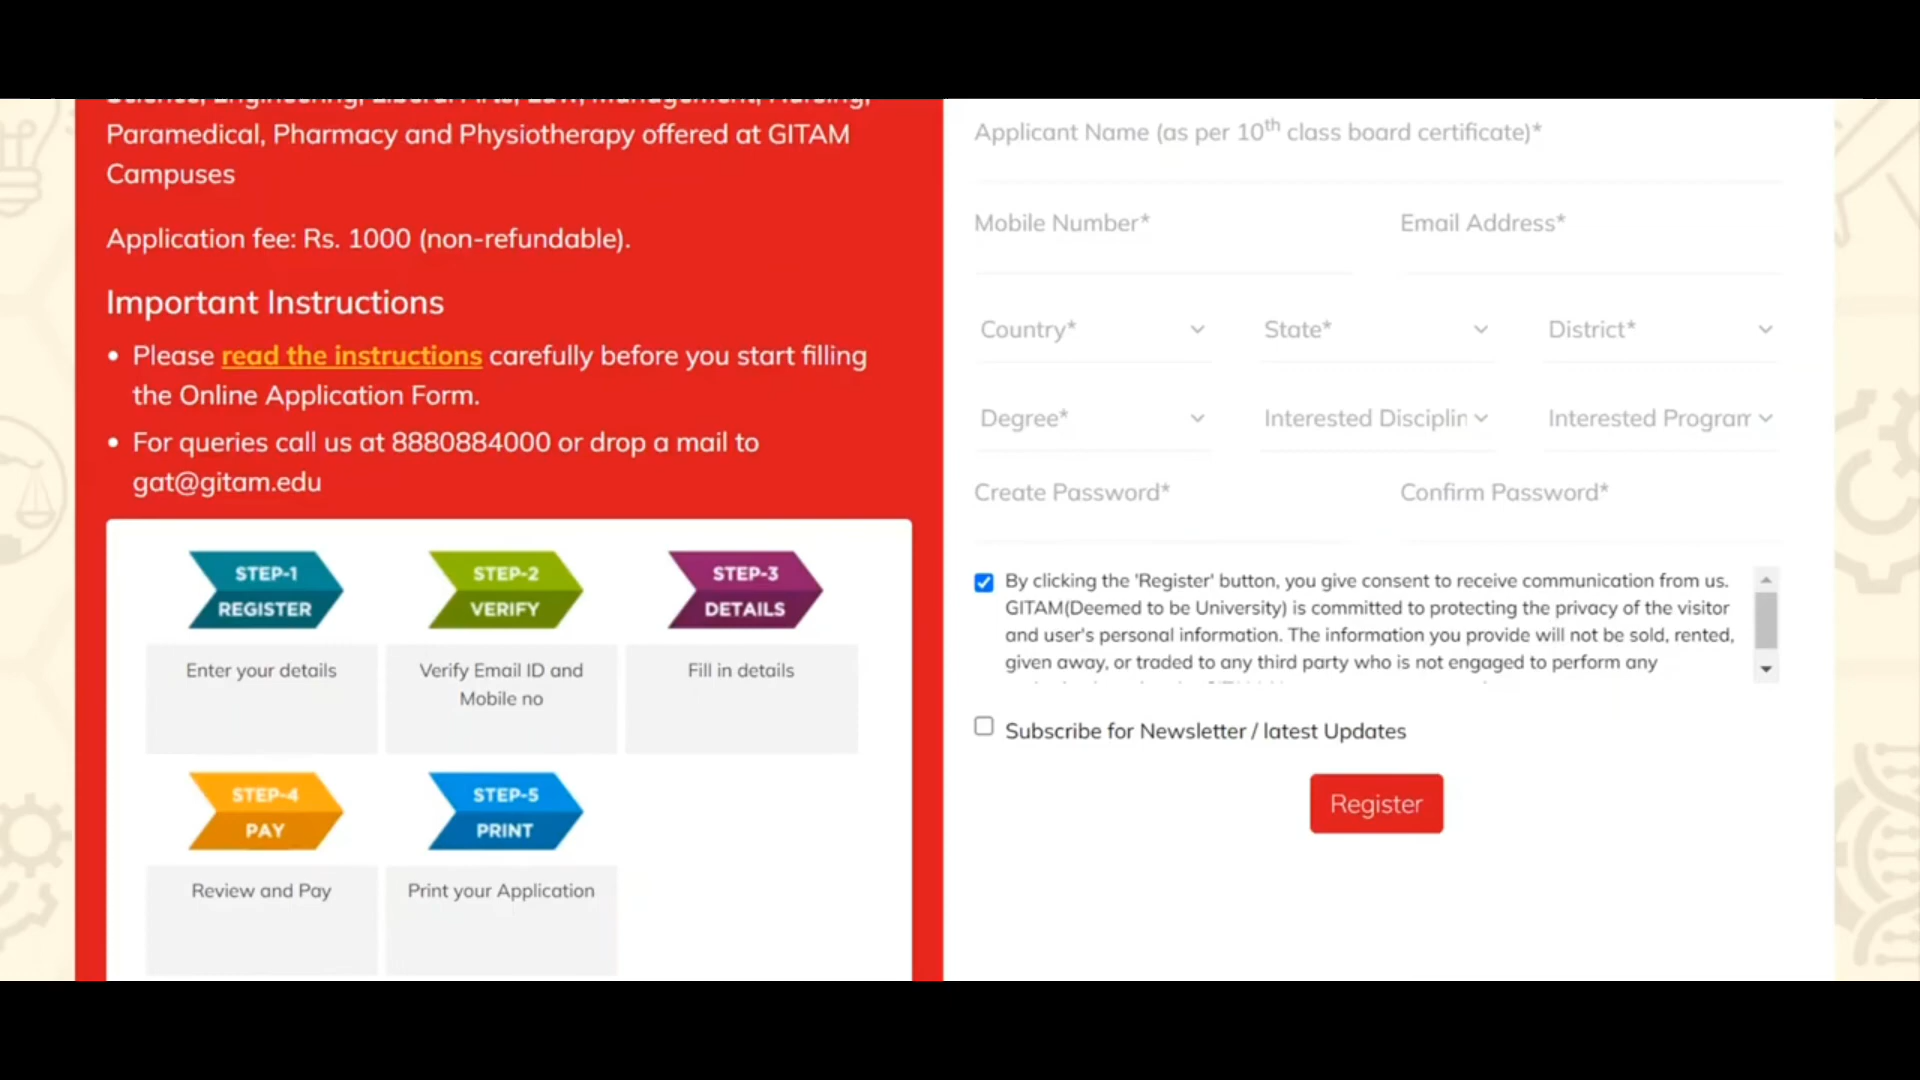 Paramedical, Pharmacy and Physiotherapy offered at GITAM
Campuses
Application fee: Rs. 1000 (non-refundable).
Important Instructions
• Please read the instructions carefully before you start filling
the Online Application Form.
• For queries call us at 8880884000 or drop a mail to
gat@gitam.edu
STEP-1
REGISTER
Enter your details
STEP-2
VERIFY
Verify Email ID and
Mobile no
STEP-3
DETAILS
Fill in details
STEP-4
PAY
Review and Pay
STEP-5
PRINT
Print your Application
Applicant Name (as per 10th class board certificate)*
Mobile Number*
Email Address*
Country*
State*
District*
Degree*
Interested Disciplin
Interested Program
Create Password*
Confirm Password*
By clicking the 'Register' button, you give consent to receive communication from us.
GITAM(Deemed to be University) is committed to protecting the privacy of the visitor
and user's personal information. The information you provide will not be sold, rented,
given away, or traded to any third party who is not engaged to perform any
Subscribe for Newsletter / latest Updates
Register